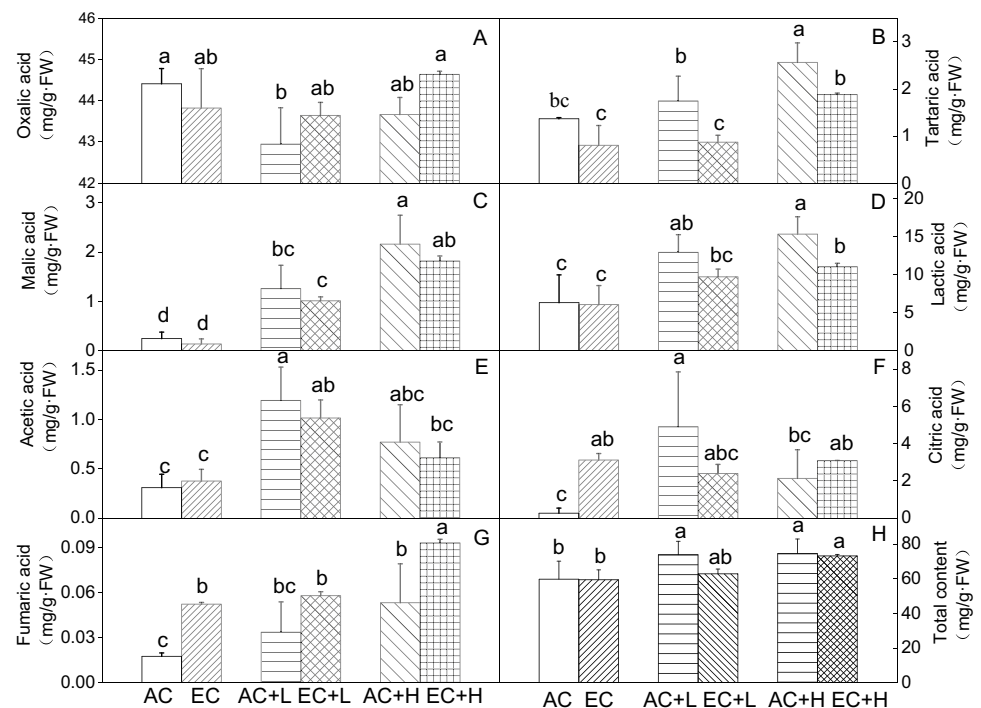 46
45
44
43
42
Oxalic acid
（mg/g·FW）
A
a
ab
b
ab
ab
a
B
bc
c
b
c
a
b
3
2
1
0
Tartaric acid
（mg/g·FW）
3
2
1
0
Malic acid
（mg/g·FW）
C
d
d
bc
c
a
ab
D
c
c
ab
bc
a
b
20
15
10
5
0
Lactic acid
（mg/g·FW）
1.5
1.0
0.5
0.0
Acetic acid
（mg/g·FW）
E
c
c
a
ab
abc
bc
F
c
ab
a
abc
bc
ab
8
6
4
2
0
Citric acid
（mg/g·FW）
0.09
0.06
0.03
0.00
Fumaric acid
（mg/g·FW）
G
c
b
bc
b
b
a
H
b
b
a
ab
a
a
80
60
40
20
0
Total content
（mg/g·FW）
AC EC AC+L EC+L AC+H EC+H
AC EC AC+L EC+L AC+H EC+H